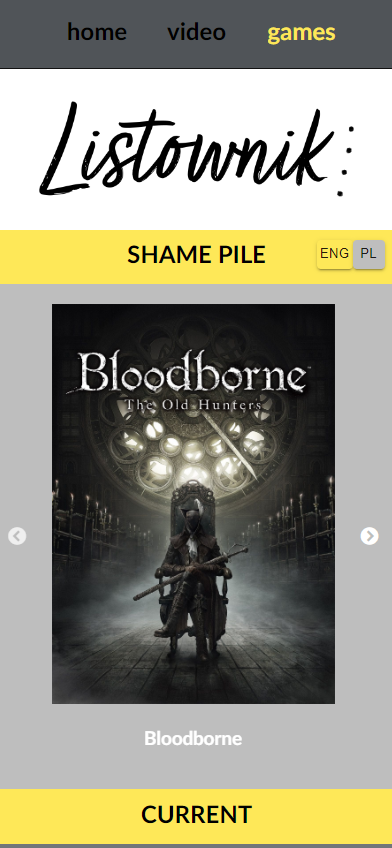 home video games
Listownik
SHAME PILE
ENG PL
Bloodborne
The Old Hunters
Bloodborne
CURRENT